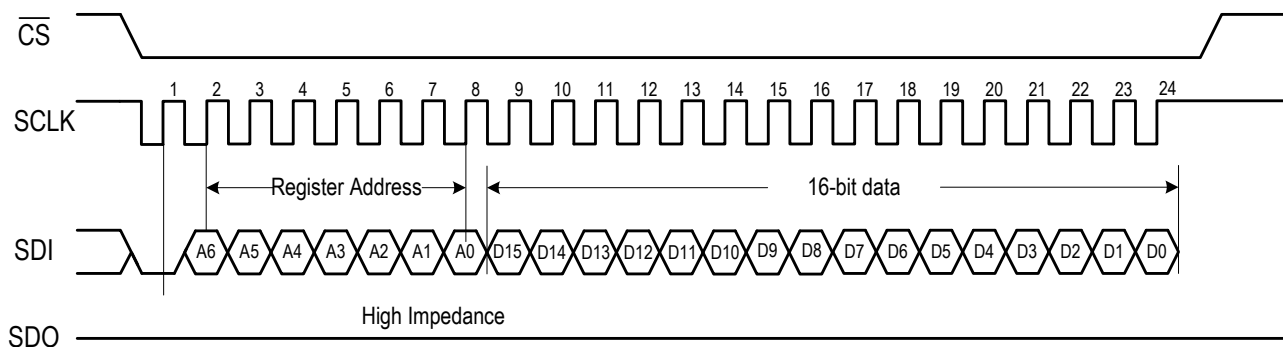 CS
1 2 3 4 5 6 7 8 9 10 11 12 13 14 15 16 17 18 19 20 21 22 23 24
SCLK
Register Address 16-bit data
SDI A6 A5 A4 A3 A2 A1 A0 D15 D14 D13 D12 D11 D10 D9 D8 D7 D6 D5 D4 D3 D2 D1 D0
High Impedance
SDO